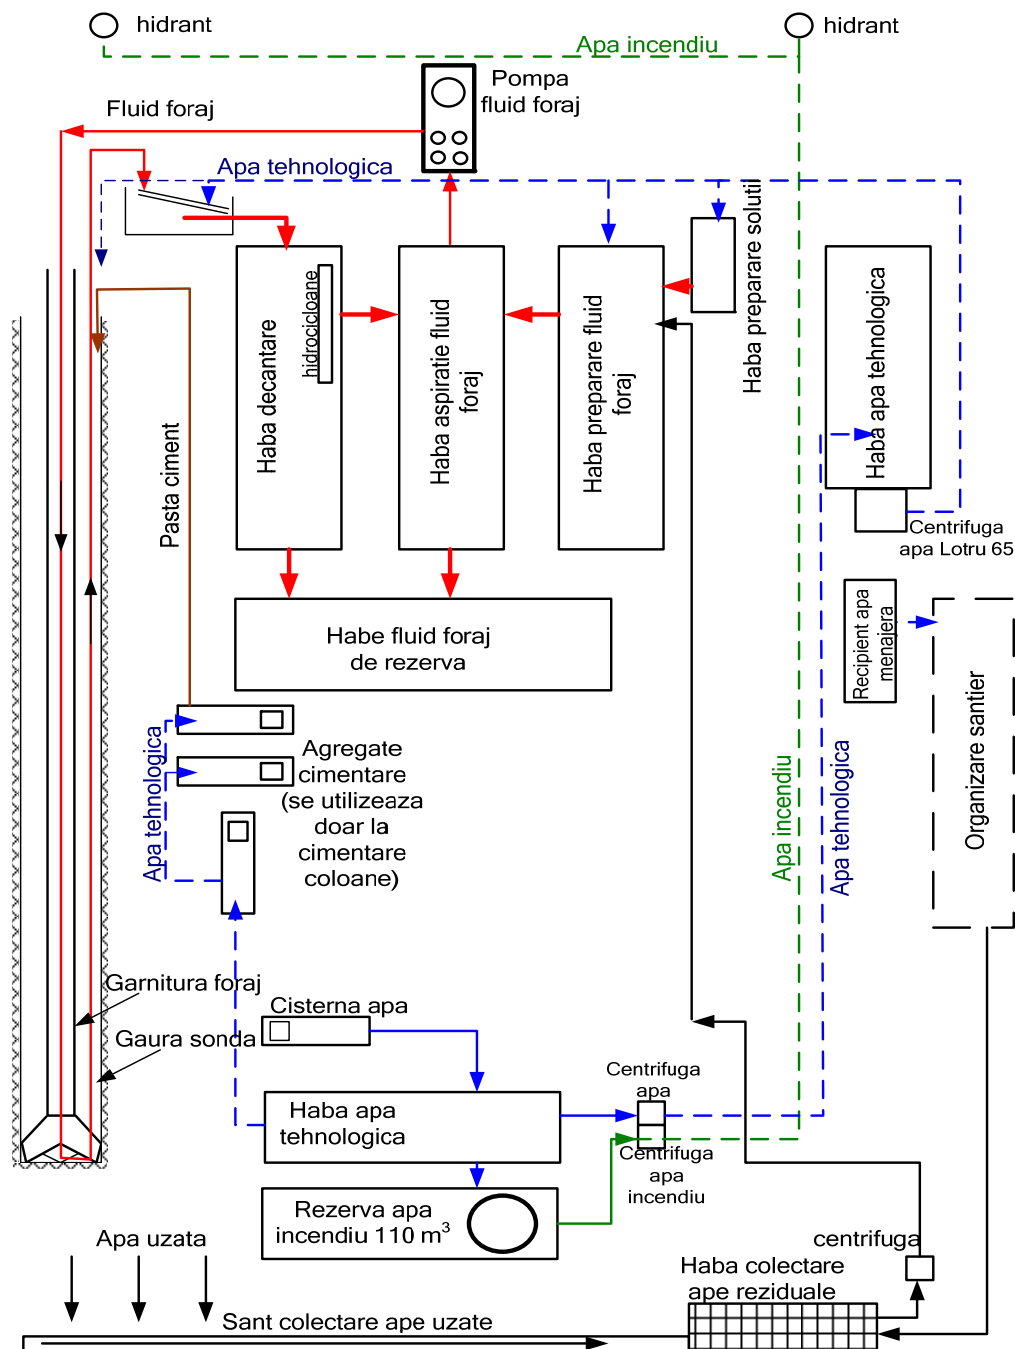 hidrant
hidrant
Apa incendiu
Pompa
fluid foraj
Fluid foraj
Apa tehnologica
Haba preparare solutii
Haba decantare
hidrocicloane
Haba aspiratie fluid
foraj
Haba preparare fluid
foraj
Haba apa tehnologica
Pasta ciment
Centrifuga
apa Lotru 65
Recipient apa
menajera
Habe fluid foraj
de rezerva
Organizare santier
Apa tehnologica
Agregate
cimentare
(se utilizeaza
doar la
cimentare
coloane)
Apa incendiu
Apa tehnologica
Garnitura foraj
Cisterna apa
Gaura sonda
Centrifuga
apa
Haba apa
tehnologica
Centrifuga
apa
incendiu
Rezerva apa
incendiu 110 m³
Apa uzata
centrifuga
Haba colectare
ape reziduale
Sant colectare ape uzate